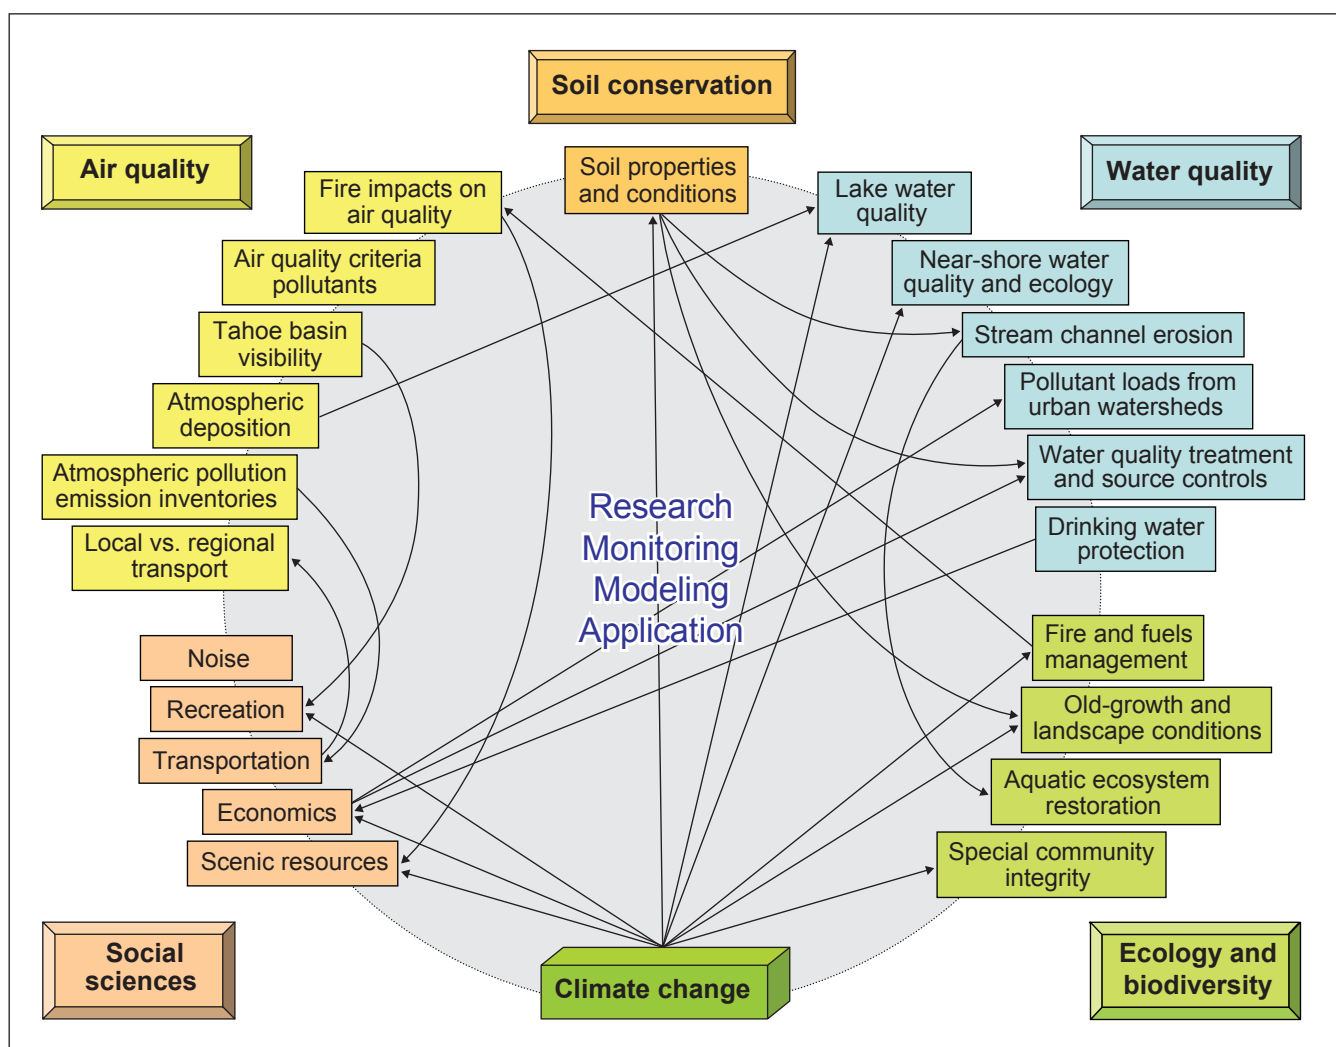 Soil conservation
Air quality
Water quality
Soil properties
and conditions
Fire impacts on
air quality
Air quality criteria
pollutants
Tahoe basin
visibility
Atmospheric
deposition
Atmospheric pollution
emission inventories
Local vs. regional
transport
Lake water
quality
Near-shore water
quality and ecology
Stream channel erosion
Pollutant loads from
urban watersheds
Water quality treatment
and source controls
Drinking water
protection
Research
Monitoring
Modeling
Application
Noise
Recreation
Transportation
Economics
Scenic resources
Fire and fuels
management
Old-growth and
landscape conditions
Aquatic ecosystem
restoration
Special community
integrity
Social
sciences
Climate change
Ecology and
biodiversity